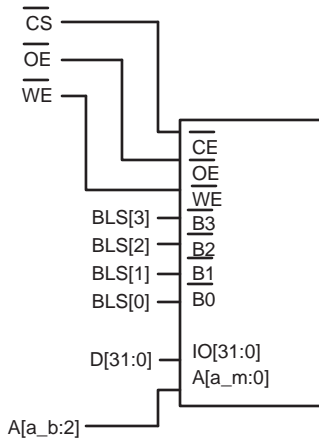 CS
OE
WE
CE
OE
WE
BLS[3] B3
BLS[2] B2
BLS[1] B1
BLS[0] B0
D[31:0] IO[31:0]
A[a_m:0]
A[a_b:2]